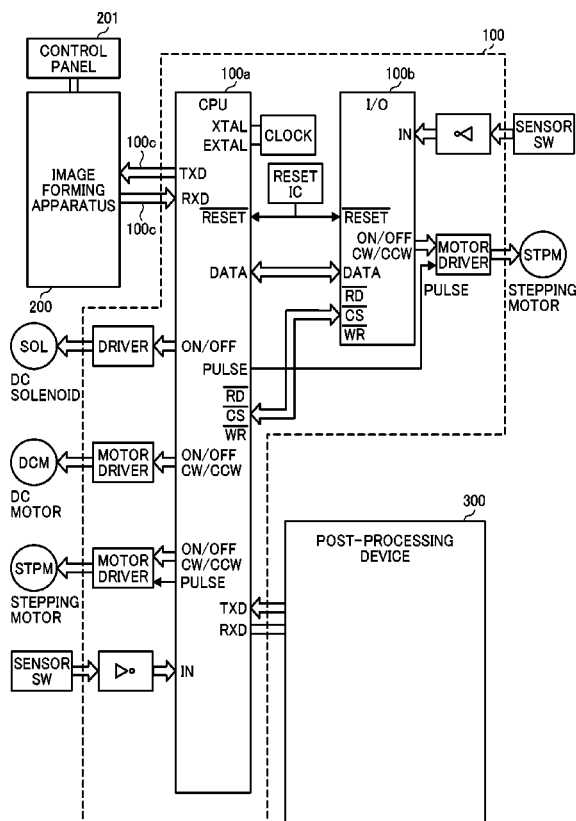 201
CONTROL
PANEL
100
100a
100b
CPU
I/O
XTAL
EXTAL
CLOCK
IN
SENSOR
SW
100c
TXD
IMAGE
FORMING
APPARATUS
RXD
100c
RESET
IC
RESET
RESET
ON/OFF
CW/CCW
MOTOR
DRIVER
STPM
DATA
DATA
PULSE
STEPPING
MOTOR
RD
CS
WR
200
SOL
DRIVER
ON/OFF
DC
SOLENOID
PULSE
RD
CS
WR
DCM
MOTOR
DRIVER
ON/OFF
CW/CCW
DC
MOTOR
300
POST-PROCESSING
DEVICE
STPM
MOTOR
DRIVER
ON/OFF
CW/CCW
PULSE
STEPPING
MOTOR
TXD
RXD
SENSOR
SW
IN